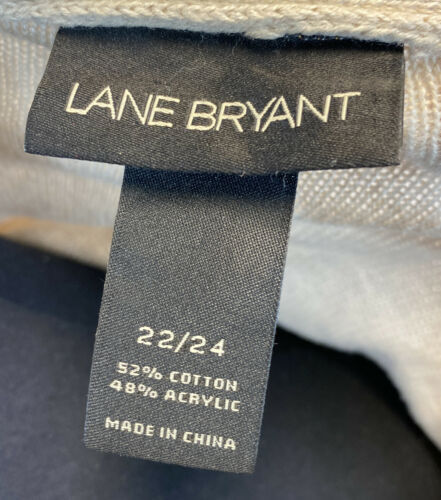 LANE BRYANT
22/24
52% COTTON
48% ACRYLIC
MADE IN CHINA